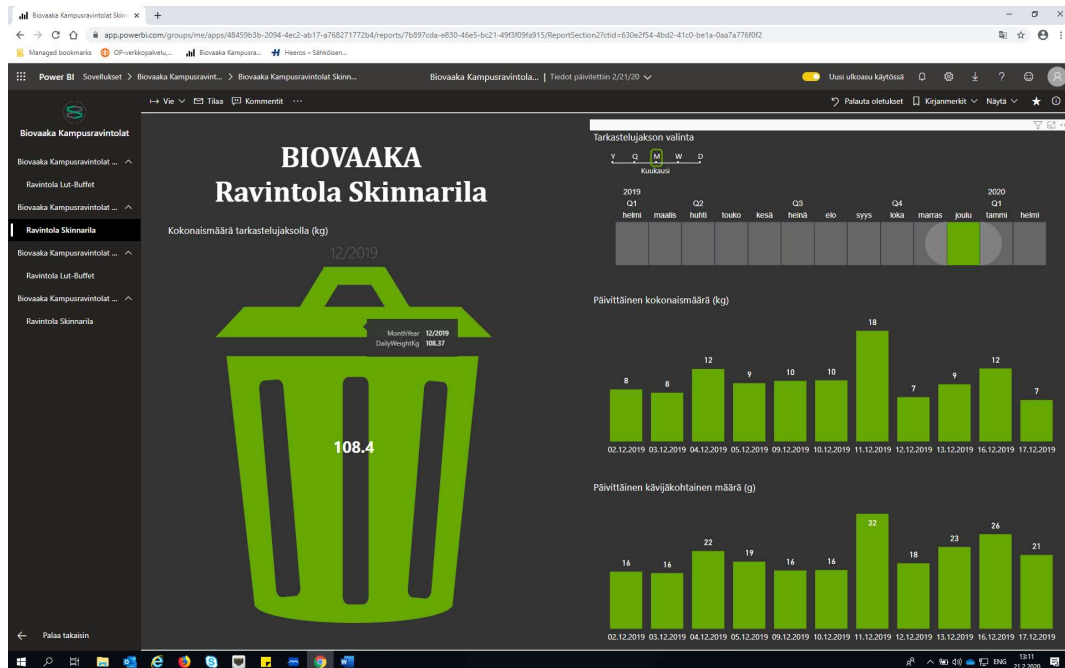 Biovaaka Kampusravintolat Skinn
app.powerbi.com/groups/me/apps/48459b3b-2094-4ec2-ab17-a768271772b4/reports/7b897cda-e830-46e5-bc21-49f3f09fa915/ReportSection2?ctid=630e2f54-4bd2-41c0-be1a-0aa7a776f0f2
Managed bookmarks OP-verkkopalvelu,... Biovaaka Kampusra... Heeros – Sähköisen...
Power BI Sovellukset > Biovaaka Kampusravint... > Biovaaka Kampusravintolat Skinn... Biovaaka Kampusravintola... | Tiedot päivitettiin 2/21/20 Uusi ulkoasu käytössä
Vie Tilaa Kommentit ... Palauta oletukset Kirjanmerkit Näytä
Biovaaka Kampusravintolat
Biovaaka Kampusravintolat ...
Ravintola Lut-Buffet
Biovaaka Kampusravintolat ...
Ravintola Skinnarila
Biovaaka Kampusravintolat ...
Ravintola Lut-Buffet
Biovaaka Kampusravintolat ...
Ravintola Skinnarila
Palaa takaisin
BIOVAAKA
Ravintola Skinnarila
Kokonaismäärä tarkastelujaksolla (kg)
12/2019
MonthYear 12/2019
DailyWeightKg 108.37
108.4
Tarkastelujakson valinta
Y Q M W D
Kuukausi
2019 2020
Q1 Q2 Q3 Q4 Q1
helmi maalis huhti touko kesä heinä elo syys loka marras joulu tammi helmi
Päivittäinen kokonaismäärä (kg)
8 8 12 9 10 10 18 7 9 12 7
02.12.2019 03.12.2019 04.12.2019 05.12.2019 09.12.2019 10.12.2019 11.12.2019 12.12.2019 13.12.2019 16.12.2019 17.12.2019
Päivittäinen kävijäkohtainen määrä (g)
16 16 22 19 16 16 32 18 23 26 21
02.12.2019 03.12.2019 04.12.2019 05.12.2019 09.12.2019 10.12.2019 11.12.2019 12.12.2019 13.12.2019 16.12.2019 17.12.2019
ENG 13:11
21.2.2020